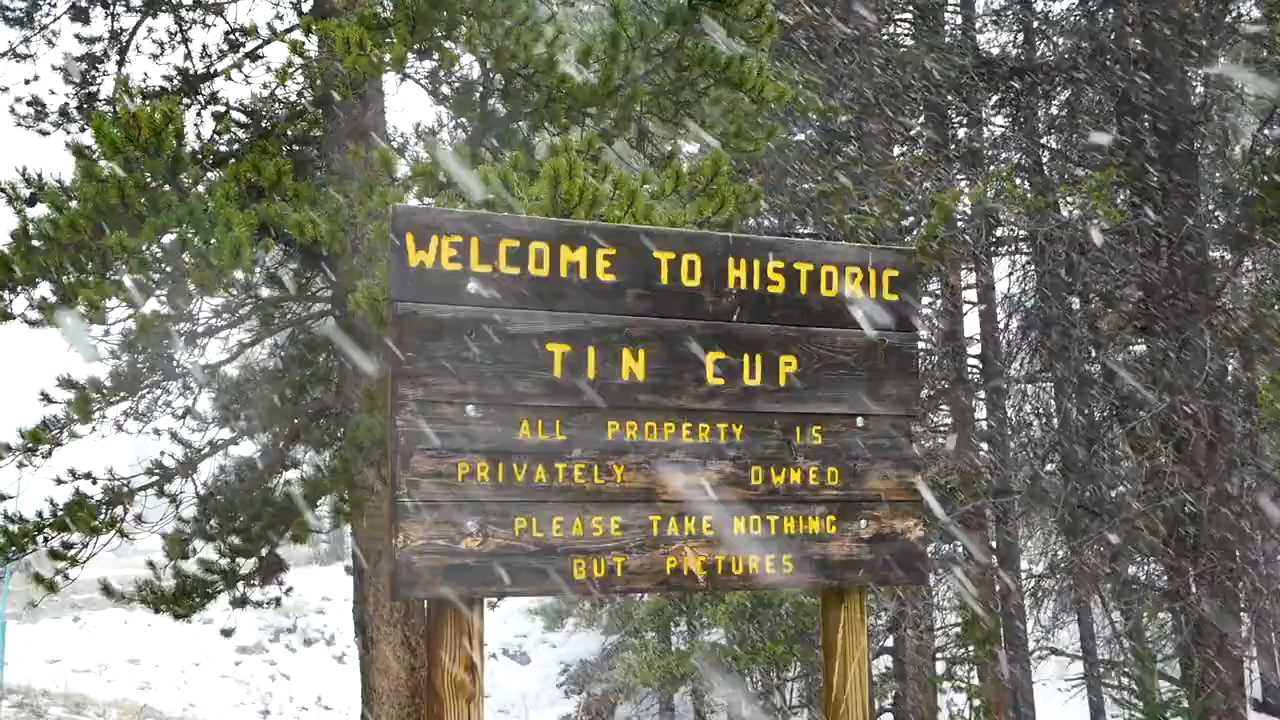 WELCOME TO HISTORIC
TIN CUP
ALL PROPERTY IS
PRIVATELY OWNED
PLEASE TAKE NOTHING
BUT PICTURES